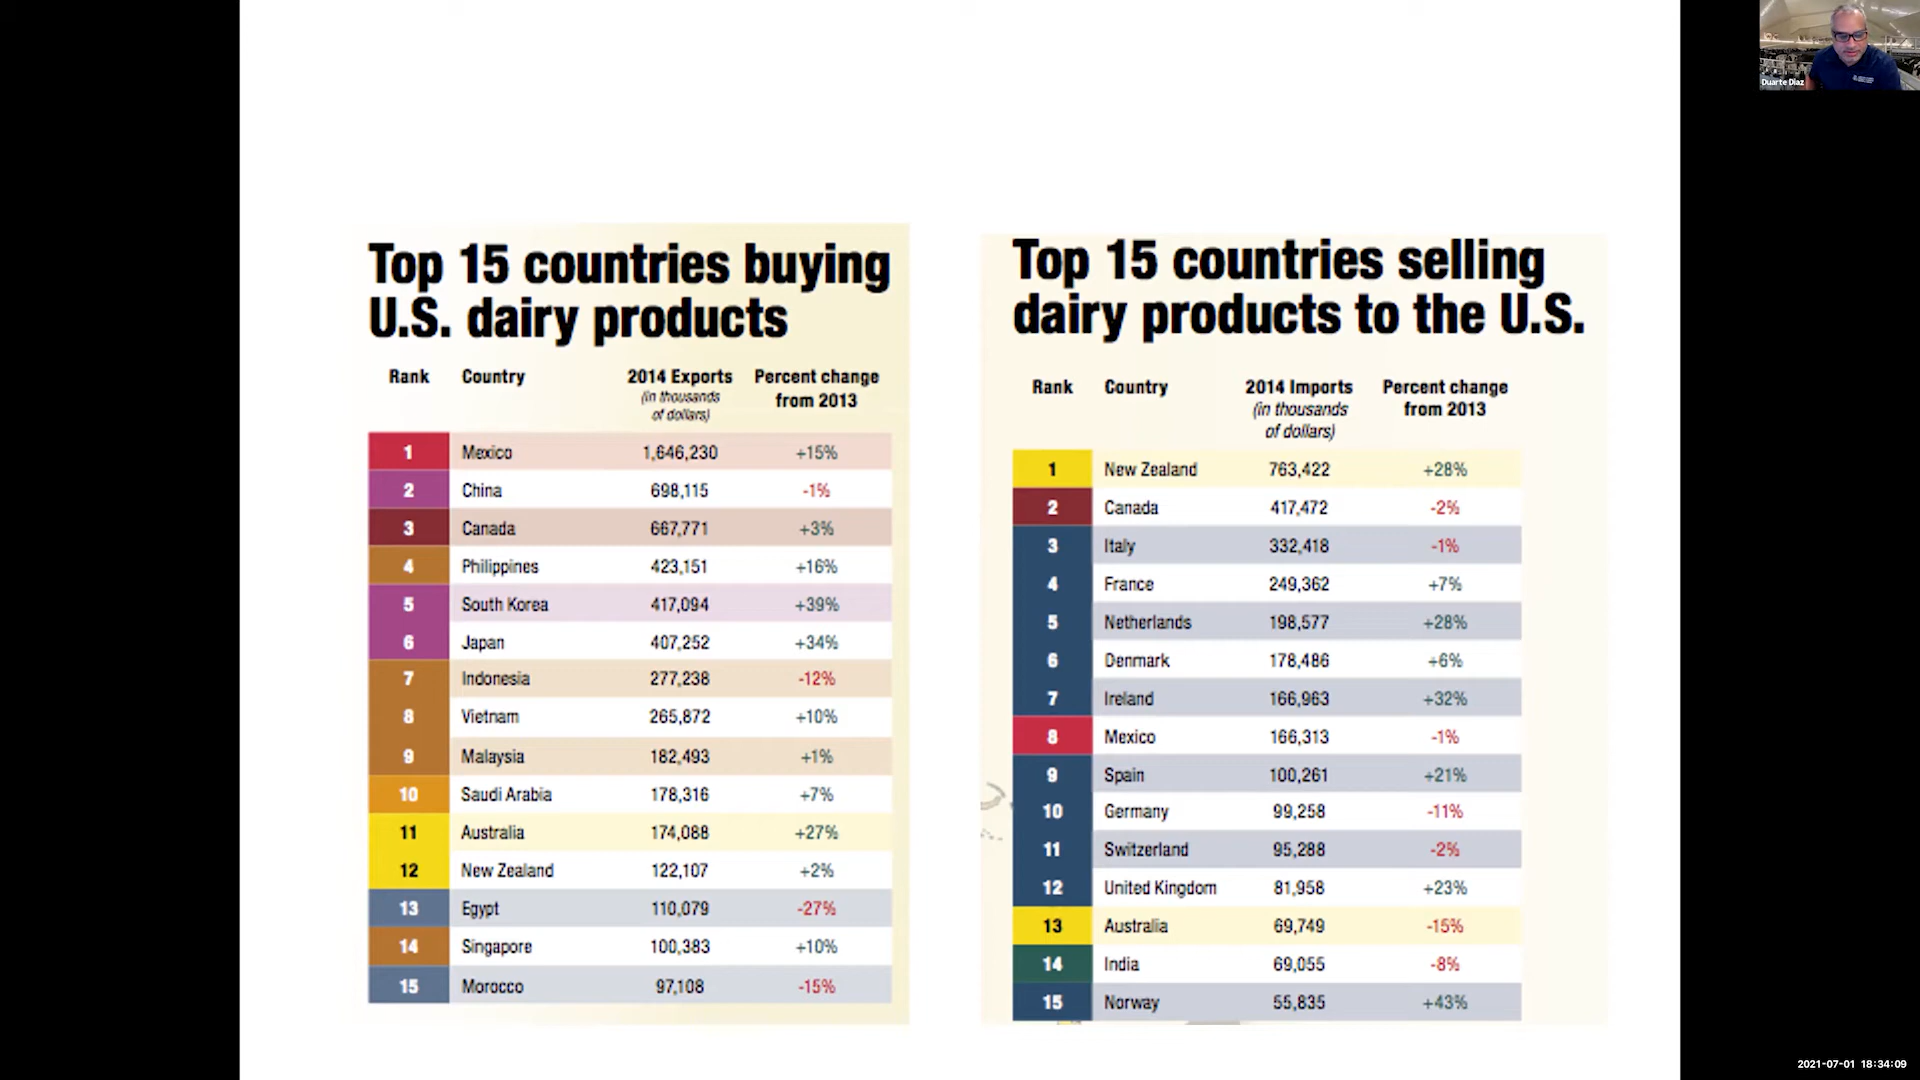 Duarte Diaz
Top 15 countries buying
U.S. dairy products
Rank Country 2014 Exports Percent change
(in thousands from 2013
of dollars)
1 Mexico 1,646,230 +15%
2 China 698,115 -1%
3 Canada 667,771 +3%
4 Philippines 423,151 +16%
5 South Korea 417,094 +39%
6 Japan 407,252 +34%
7 Indonesia 277,238 -12%
8 Vietnam 265,872 +10%
9 Malaysia 182,493 +1%
10 Saudi Arabia 178,316 +7%
11 Australia 174,088 +27%
12 New Zealand 122,107 +2%
13 Egypt 110,079 -27%
14 Singapore 100,383 +10%
15 Morocco 97,108 -15%
Top 15 countries selling
dairy products to the U.S.
Rank Country 2014 Imports Percent change
(in thousands from 2013
of dollars)
1 New Zealand 763,422 +28%
2 Canada 417,472 -2%
3 Italy 332,418 -1%
4 France 249,362 +7%
5 Netherlands 198,577 +28%
6 Denmark 178,486 +6%
7 Ireland 166,963 +32%
8 Mexico 166,313 -1%
9 Spain 100,261 +21%
10 Germany 99,258 -11%
11 Switzerland 95,288 -2%
12 United Kingdom 81,958 +23%
13 Australia 69,749 -15%
14 India 69,055 -8%
15 Norway 55,835 +43%
2021-07-01 18:34:09